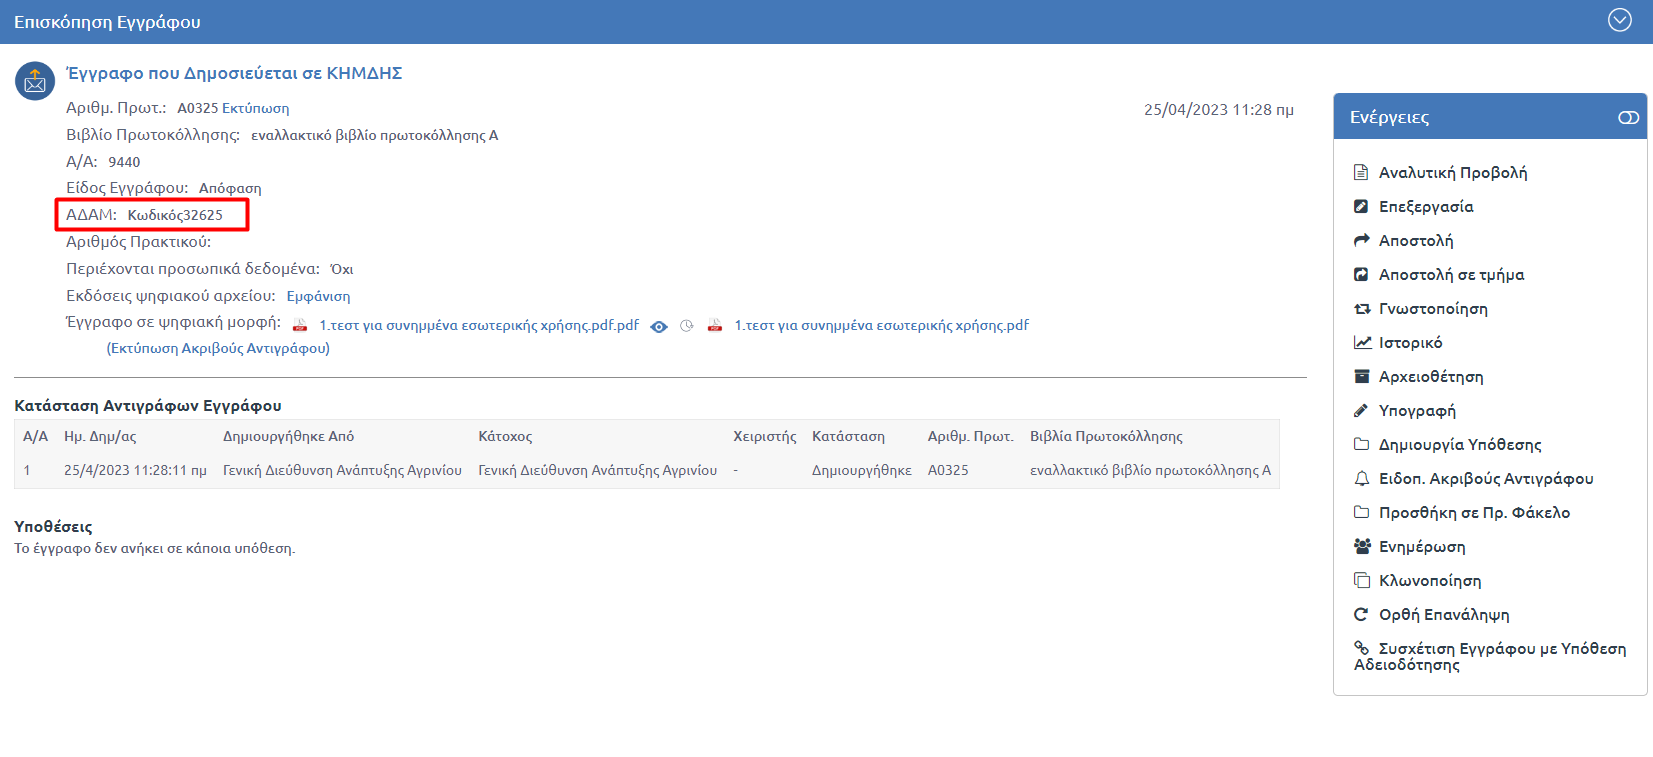 Επισκόπηση Εγγράφου
Έγγραφο που Δημοσιεύεται σε ΚΗΜΔΗΣ
Αριθμ. Πρωτ.: Α0325 Εκτύπωση
25/04/2023 11:28 πμ
Βιβλίο Πρωτοκόλλησης: εναλλακτικό βιβλίο πρωτοκόλλησης Α
Α/Α: 9440
Είδος Εγγράφου: Απόφαση
ΑΔΑΜ: Κωδικός32625
Αριθμός Πρακτικού:
Περιέχονται προσωπικά δεδομένα: Όχι
Εκδόσεις ψηφιακού αρχείου: Εμφάνιση
Έγγραφο σε ψηφιακή μορφή: 1.τεστ για συνημμένα εσωτερικής χρήσης.pdf.pdf 1.τεστ για συνημμένα εσωτερικής χρήσης.pdf
(Εκτύπωση Ακριβούς Αντιγράφου)
Κατάσταση Αντιγράφων Εγγράφου
Α/Α Ημ. Δημ/ας Δημιουργήθηκε Από Κάτοχος Χειριστής Κατάσταση Αριθμ. Πρωτ. Βιβλία Πρωτοκόλλησης
1 25/4/2023 11:28:11 πμ Γενική Διεύθυνση Ανάπτυξης Αγρινίου Γενική Διεύθυνση Ανάπτυξης Αγρινίου - Δημιουργήθηκε Α0325 εναλλακτικό βιβλίο πρωτοκόλλησης Α
Υποθέσεις
Το έγγραφο δεν ανήκει σε κάποια υπόθεση.
Ενέργειες
Αναλυτική Προβολή
Επεξεργασία
Αποστολή
Αποστολή σε τμήμα
Γνωστοποίηση
Ιστορικό
Αρχειοθέτηση
Υπογραφή
Δημιουργία Υπόθεσης
Ειδοπ. Ακριβούς Αντιγράφου
Προσθήκη σε Πρ. Φάκελο
Ενημέρωση
Κλωνοποίηση
Ορθή Επανάληψη
Συσχέτιση Εγγράφου με Υπόθεση
Αδειοδότησης